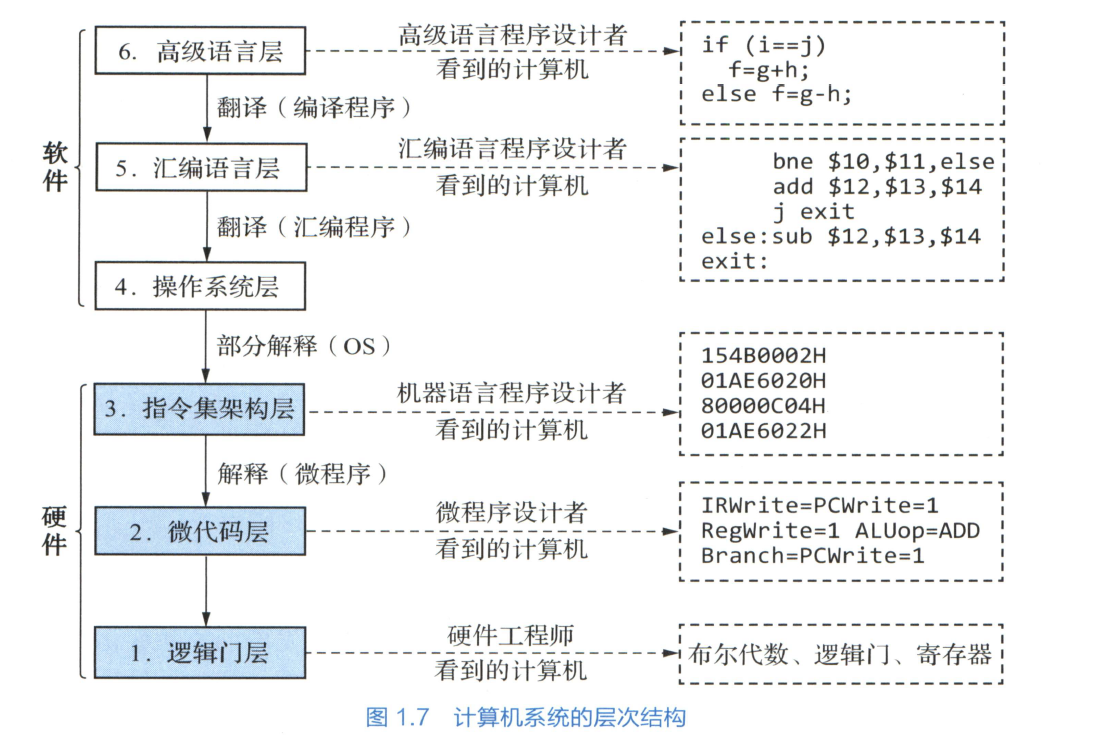 软件
硬件
6. 高级语言层
高级语言程序设计者
看到的计算机
if (i==j)
f=g+h;
else f=g-h;
翻译（编译程序）
5. 汇编语言层
汇编语言程序设计者
看到的计算机
bne $10,$11,else
add $12,$13,$14
j exit
else:sub $12,$13,$14
exit:
翻译（汇编程序）
4. 操作系统层
部分解释（OS）
3. 指令集架构层
机器语言程序设计者
看到的计算机
154B0002H
01AE6020H
80000C04H
01AE6022H
解释（微程序）
2. 微代码层
微程序设计者
看到的计算机
IRWrite=PCWrite=1
RegWrite=1 ALUop=ADD
Branch=PCWrite=1
1. 逻辑门层
硬件工程师
看到的计算机
布尔代数、逻辑门、寄存器
图 1.7 计算机系统的层次结构